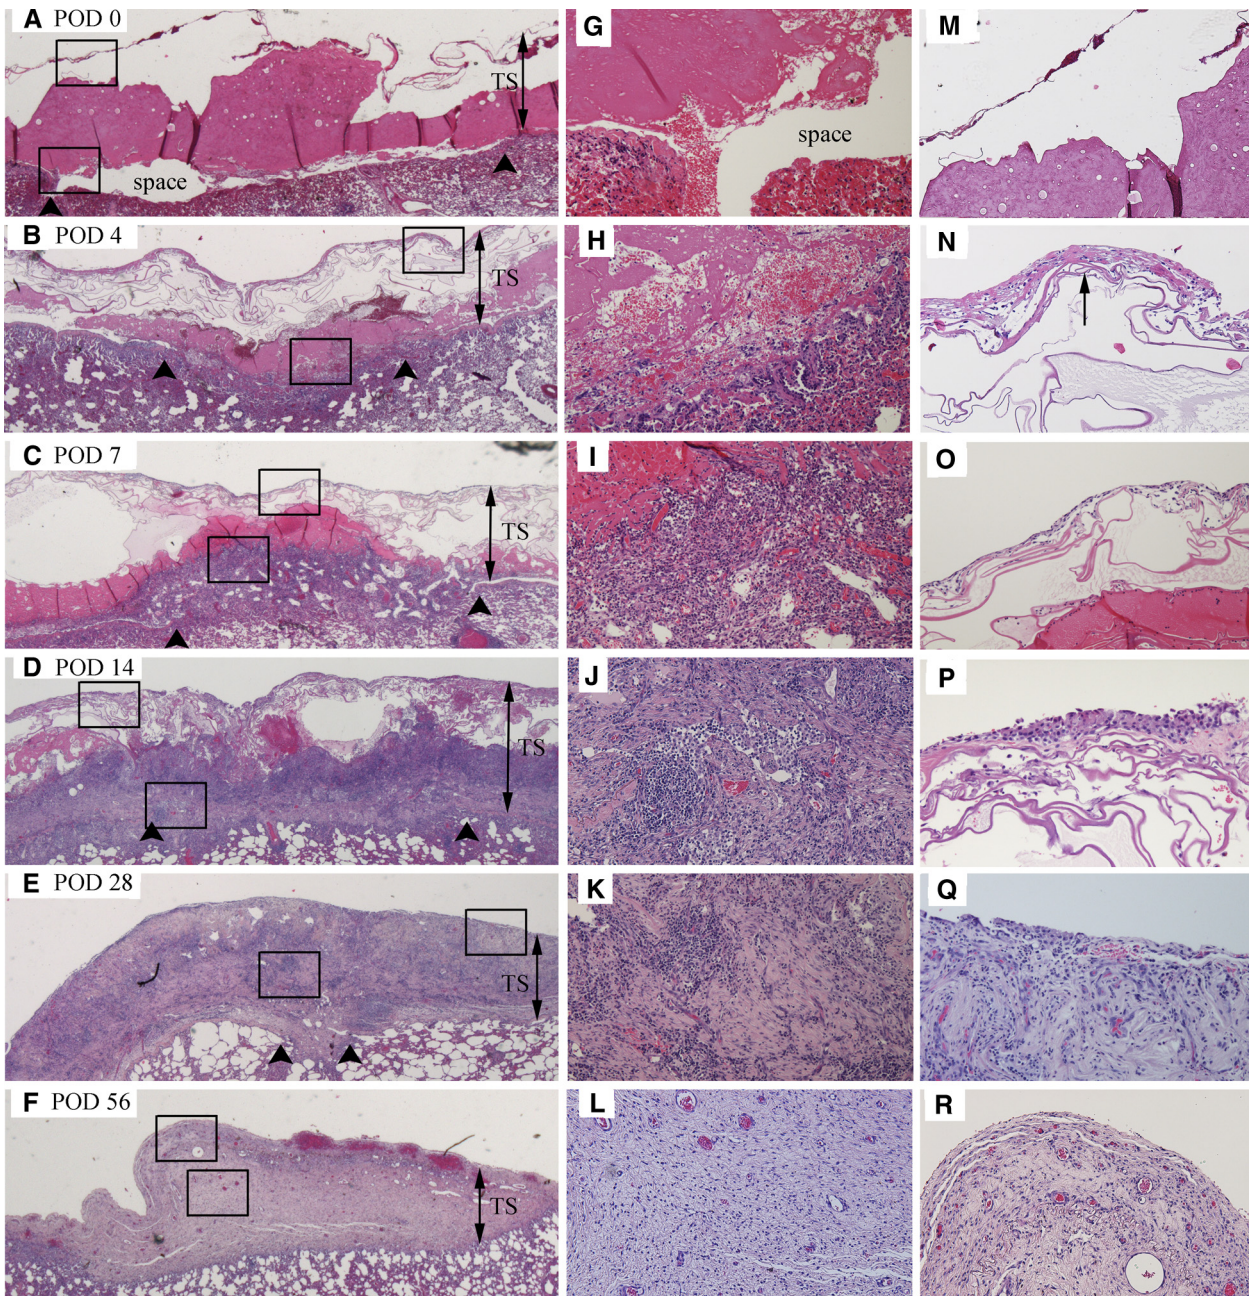 A POD 0
TS
space
G
space
M
B POD 4
TS
H
N
C POD 7
TS
I
O
D POD 14
TS
J
P
E POD 28
TS
K
Q
F POD 56
TS
L
R